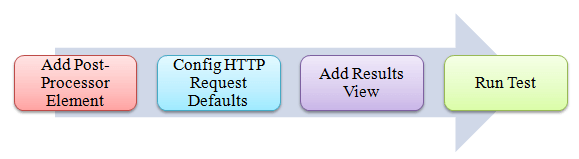 Add Post-
Processor
Element
Config HTTP
Request
Defaults
Add Results
View
Run Test